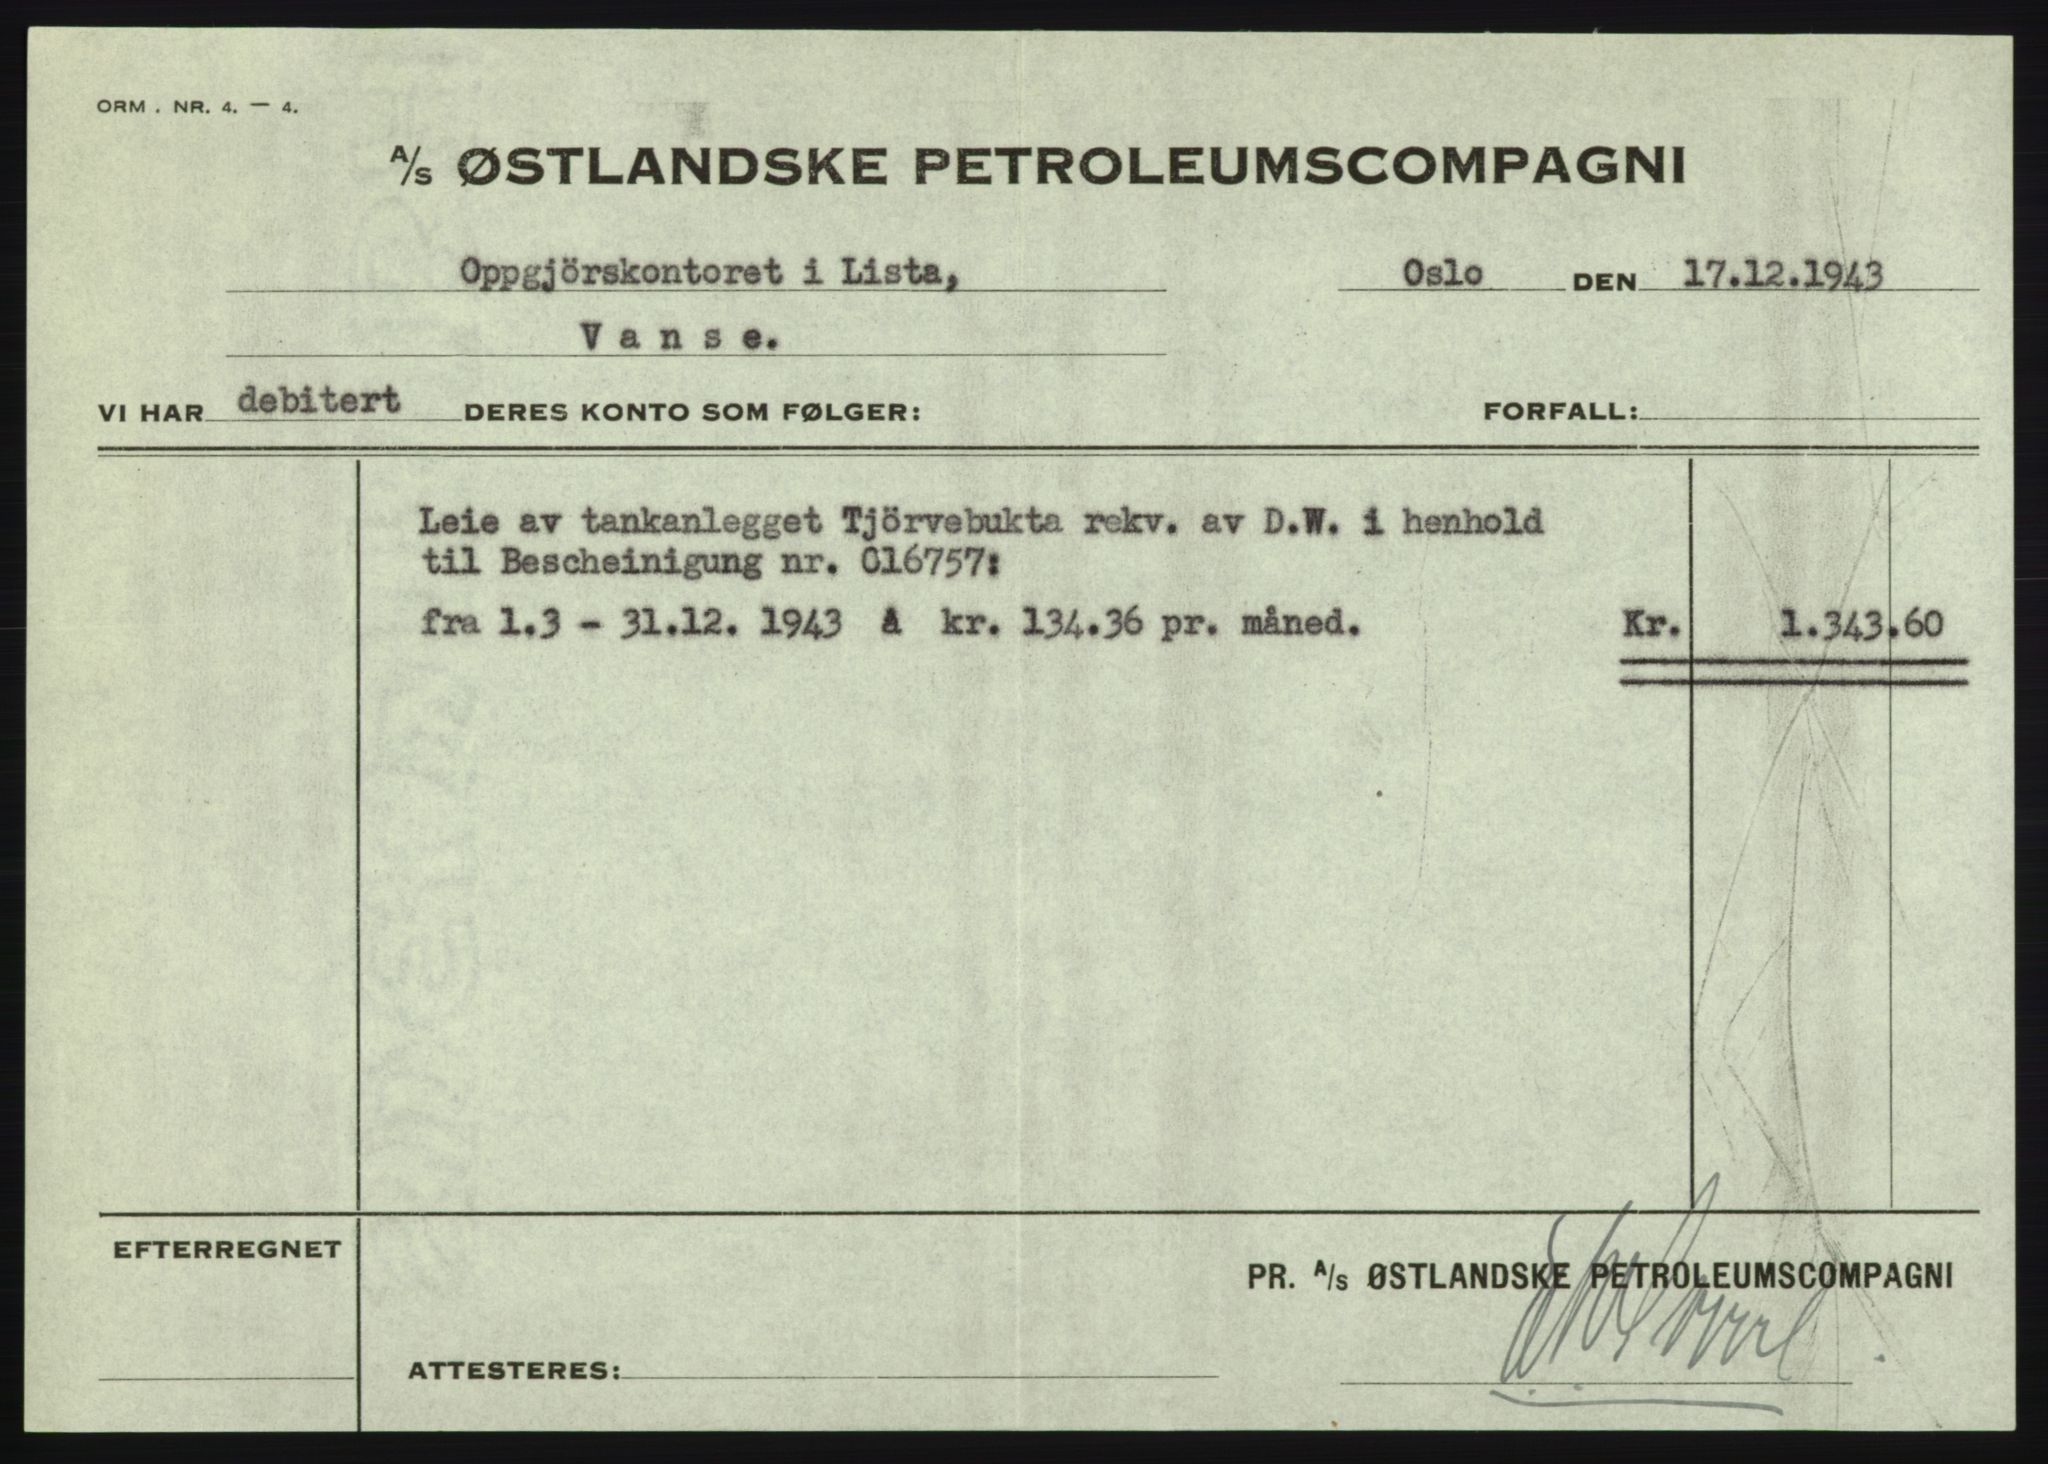 ORM . NR. 4. — 4.
A/S ØSTLANDSKE PETROLEUMSCOMPAGNI
Oppgjörskontoret i Lista, Oslo DEN 17.12.1943
V a n s e.
VI HAR debitert DERES KONTO SOM FØLGER: FORFALL:
Leie av tankanlegget Tjörvebukta rekv. av D.W. i henhold
til Bescheinigung nr. 016757:
fra 1.3 - 31.12. 1943 á kr. 134.36 pr. måned. Kr. 1.343.60
EFTERREGNET
PR. A/S ØSTLANDSKE PETROLEUMSCOMPAGNI
ATTESTERES: